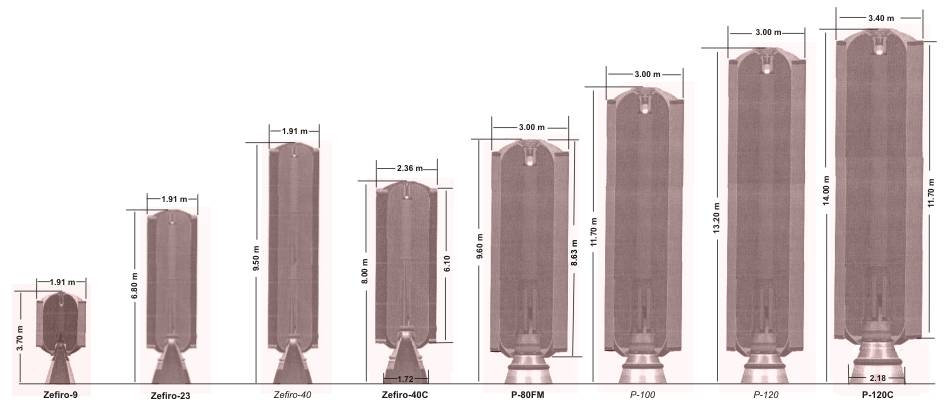 1.91 m
3.70 m
Zefiro-9
1.91 m
6.80 m
Zefiro-23
1.91 m
9.50 m
Zefiro-40
2.36 m
8.00 m
6.10
1.72
Zefiro-40C
3.00 m
9.60 m
8.63 m
P-80FM
3.00 m
11.70 m
P-100
3.00 m
13.20 m
P-120
3.40 m
14.00 m
11.70 m
2.18
P-120C